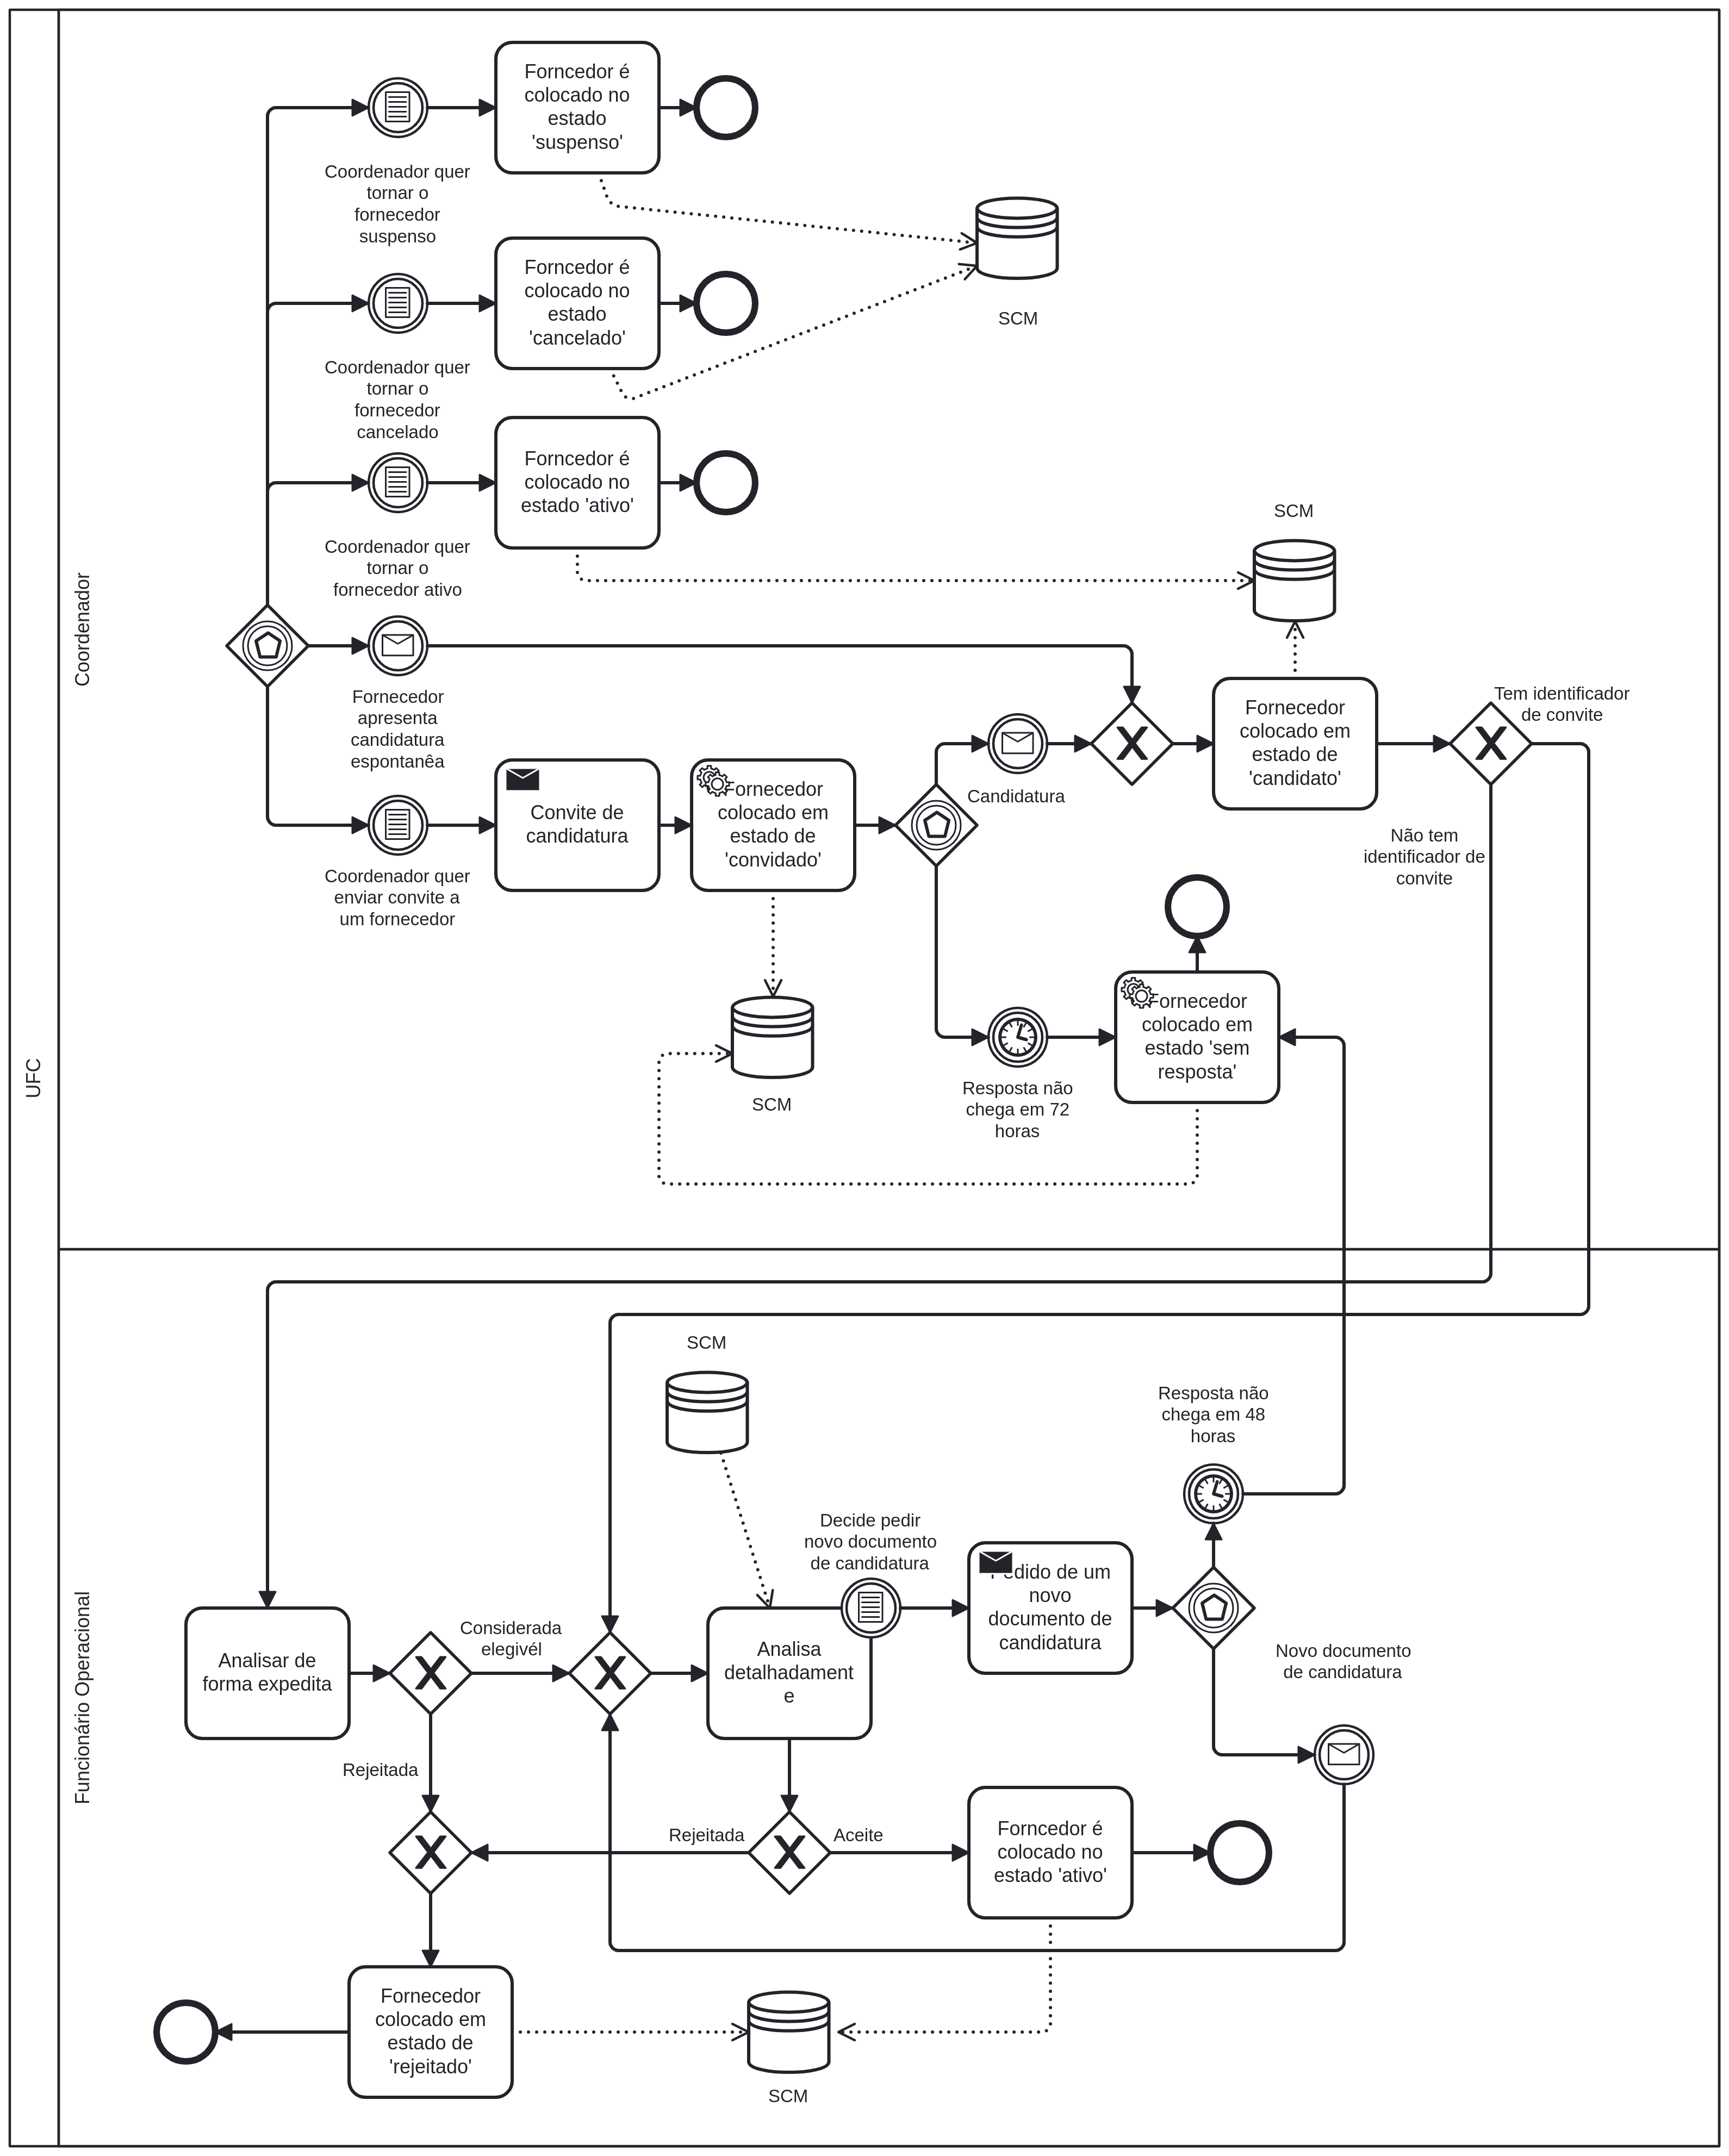 UFC
Coordenador
Forncedor é
colocado no
estado
'suspenso'
Coordenador quer
tornar o
fornecedor
suspenso
SCM
Forncedor é
colocado no
estado
'cancelado'
Coordenador quer
tornar o
fornecedor
cancelado
Forncedor é
colocado no
estado 'ativo'
Coordenador quer
tornar o
fornecedor ativo
SCM
Fornecedor
apresenta
candidatura
espontanêa
Fornecedor
colocado em
estado de
'candidato'
Tem identificador
de convite
Candidatura
Convite de
candidatura
Fornecedor
colocado em
estado de
'convidado'
Não tem
identificador de
convite
Coordenador quer
enviar convite a
um fornecedor
Fornecedor
colocado em
estado 'sem
resposta'
SCM
Resposta não
chega em 72
horas
Funcionário Operacional
SCM
Resposta não
chega em 48
horas
Decide pedir
novo documento
de candidatura
Pedido de um
novo
documento de
candidatura
Analisar de
forma expedita
Considerada
elegivél
Analisa
detalhadament
e
Novo documento
de candidatura
Rejeitada
Rejeitada
Aceite
Forncedor é
colocado no
estado 'ativo'
Fornecedor
colocado em
estado de
'rejeitado'
SCM